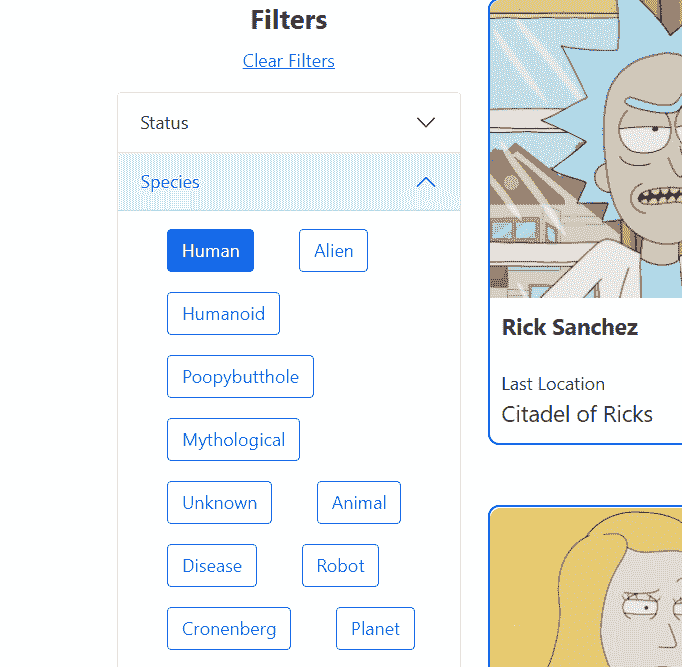 Filters
Clear Filters
Status
Species
Human Alien
Humanoid
Poopybutthole
Mythological
Unknown Animal
Disease Robot
Cronenberg Planet
Rick Sanchez
Last Location
Citadel of Ricks